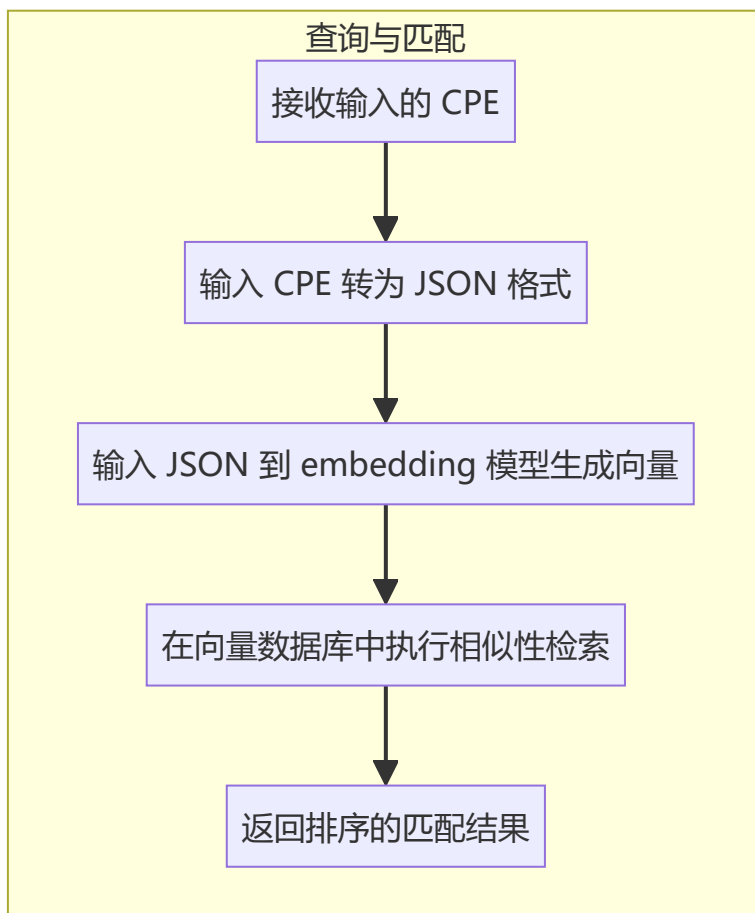 查询与匹配
接收输入的 CPE
输入 CPE 转为 JSON 格式
输入 JSON 到 embedding 模型生成向量
在向量数据库中执行相似性检索
返回排序的匹配结果